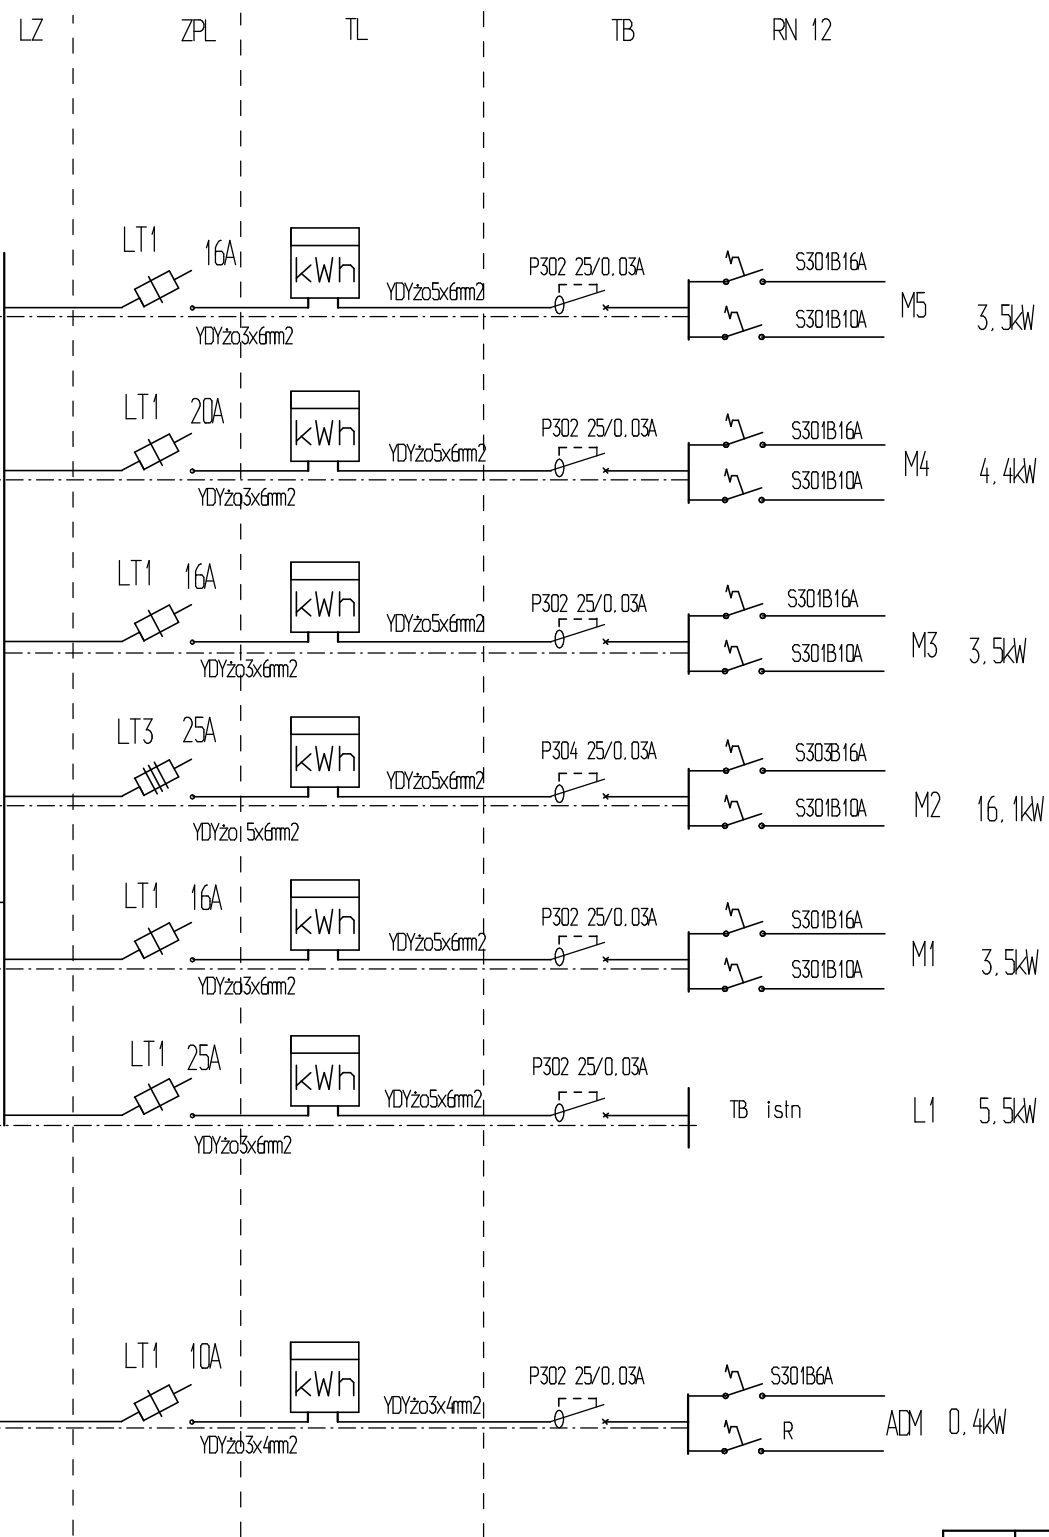 LZ ZPL TL TB RN 12
LT1 16A kWh P302 25/0,03A S301B16A
YDYżo5x6mm2 S301B10A M5 3,5kW
YDYżo3x6mm2
LT1 20A kWh P302 25/0,03A S301B16A
YDYżo5x6mm2 S301B10A M4 4,4kW
YDYżo3x6mm2
LT1 16A kWh P302 25/0,03A S301B16A
YDYżo5x6mm2 S301B10A M3 3,5kW
YDYżo3x6mm2
LT3 25A kWh P304 25/0,03A S303B16A
YDYżo5x6mm2 S301B10A M2 16,1kW
YDYżo 5x6mm2
LT1 16A kWh P302 25/0,03A S301B16A
YDYżo5x6mm2 S301B10A M1 3,5kW
YDYżo3x6mm2
LT1 25A kWh P302 25/0,03A
YDYżo5x6mm2 TB istn L1 5,5kW
YDYżo3x6mm2
LT1 10A kWh P302 25/0,03A S301B6A
YDYżo3x4mm2 R ADM 0,4kW
YDYżo3x4mm2